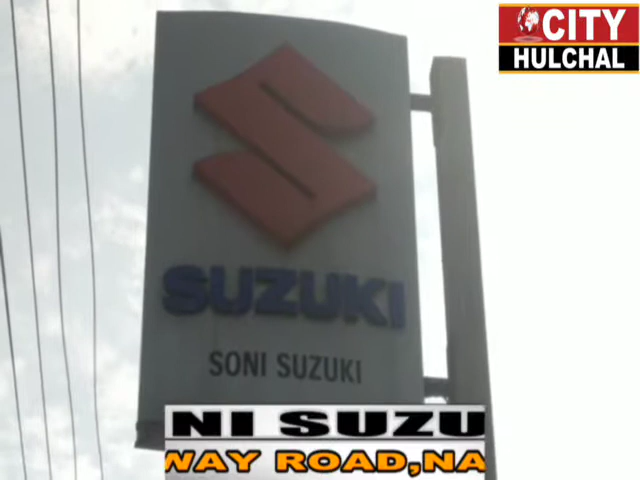 CITY
HULCHAL
SUZUKI
SONI SUZUKI
NI SUZU
WAY ROAD,NA